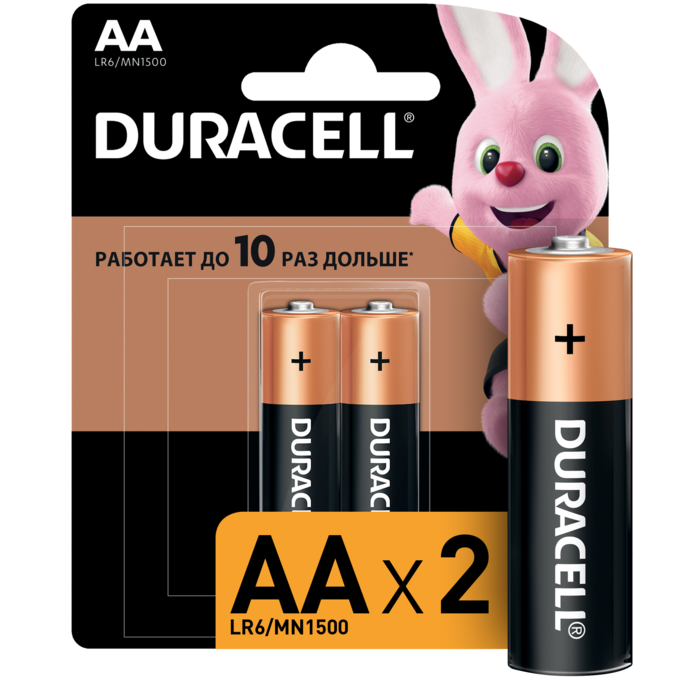 AA
LR6/MN1500
DURACELL®
РАБОТАЕТ ДО 10 РАЗ ДОЛЬШЕ*
+
+
+
DURACELL
DURACELL
DURACELL®
AA x 2
LR6/MN1500